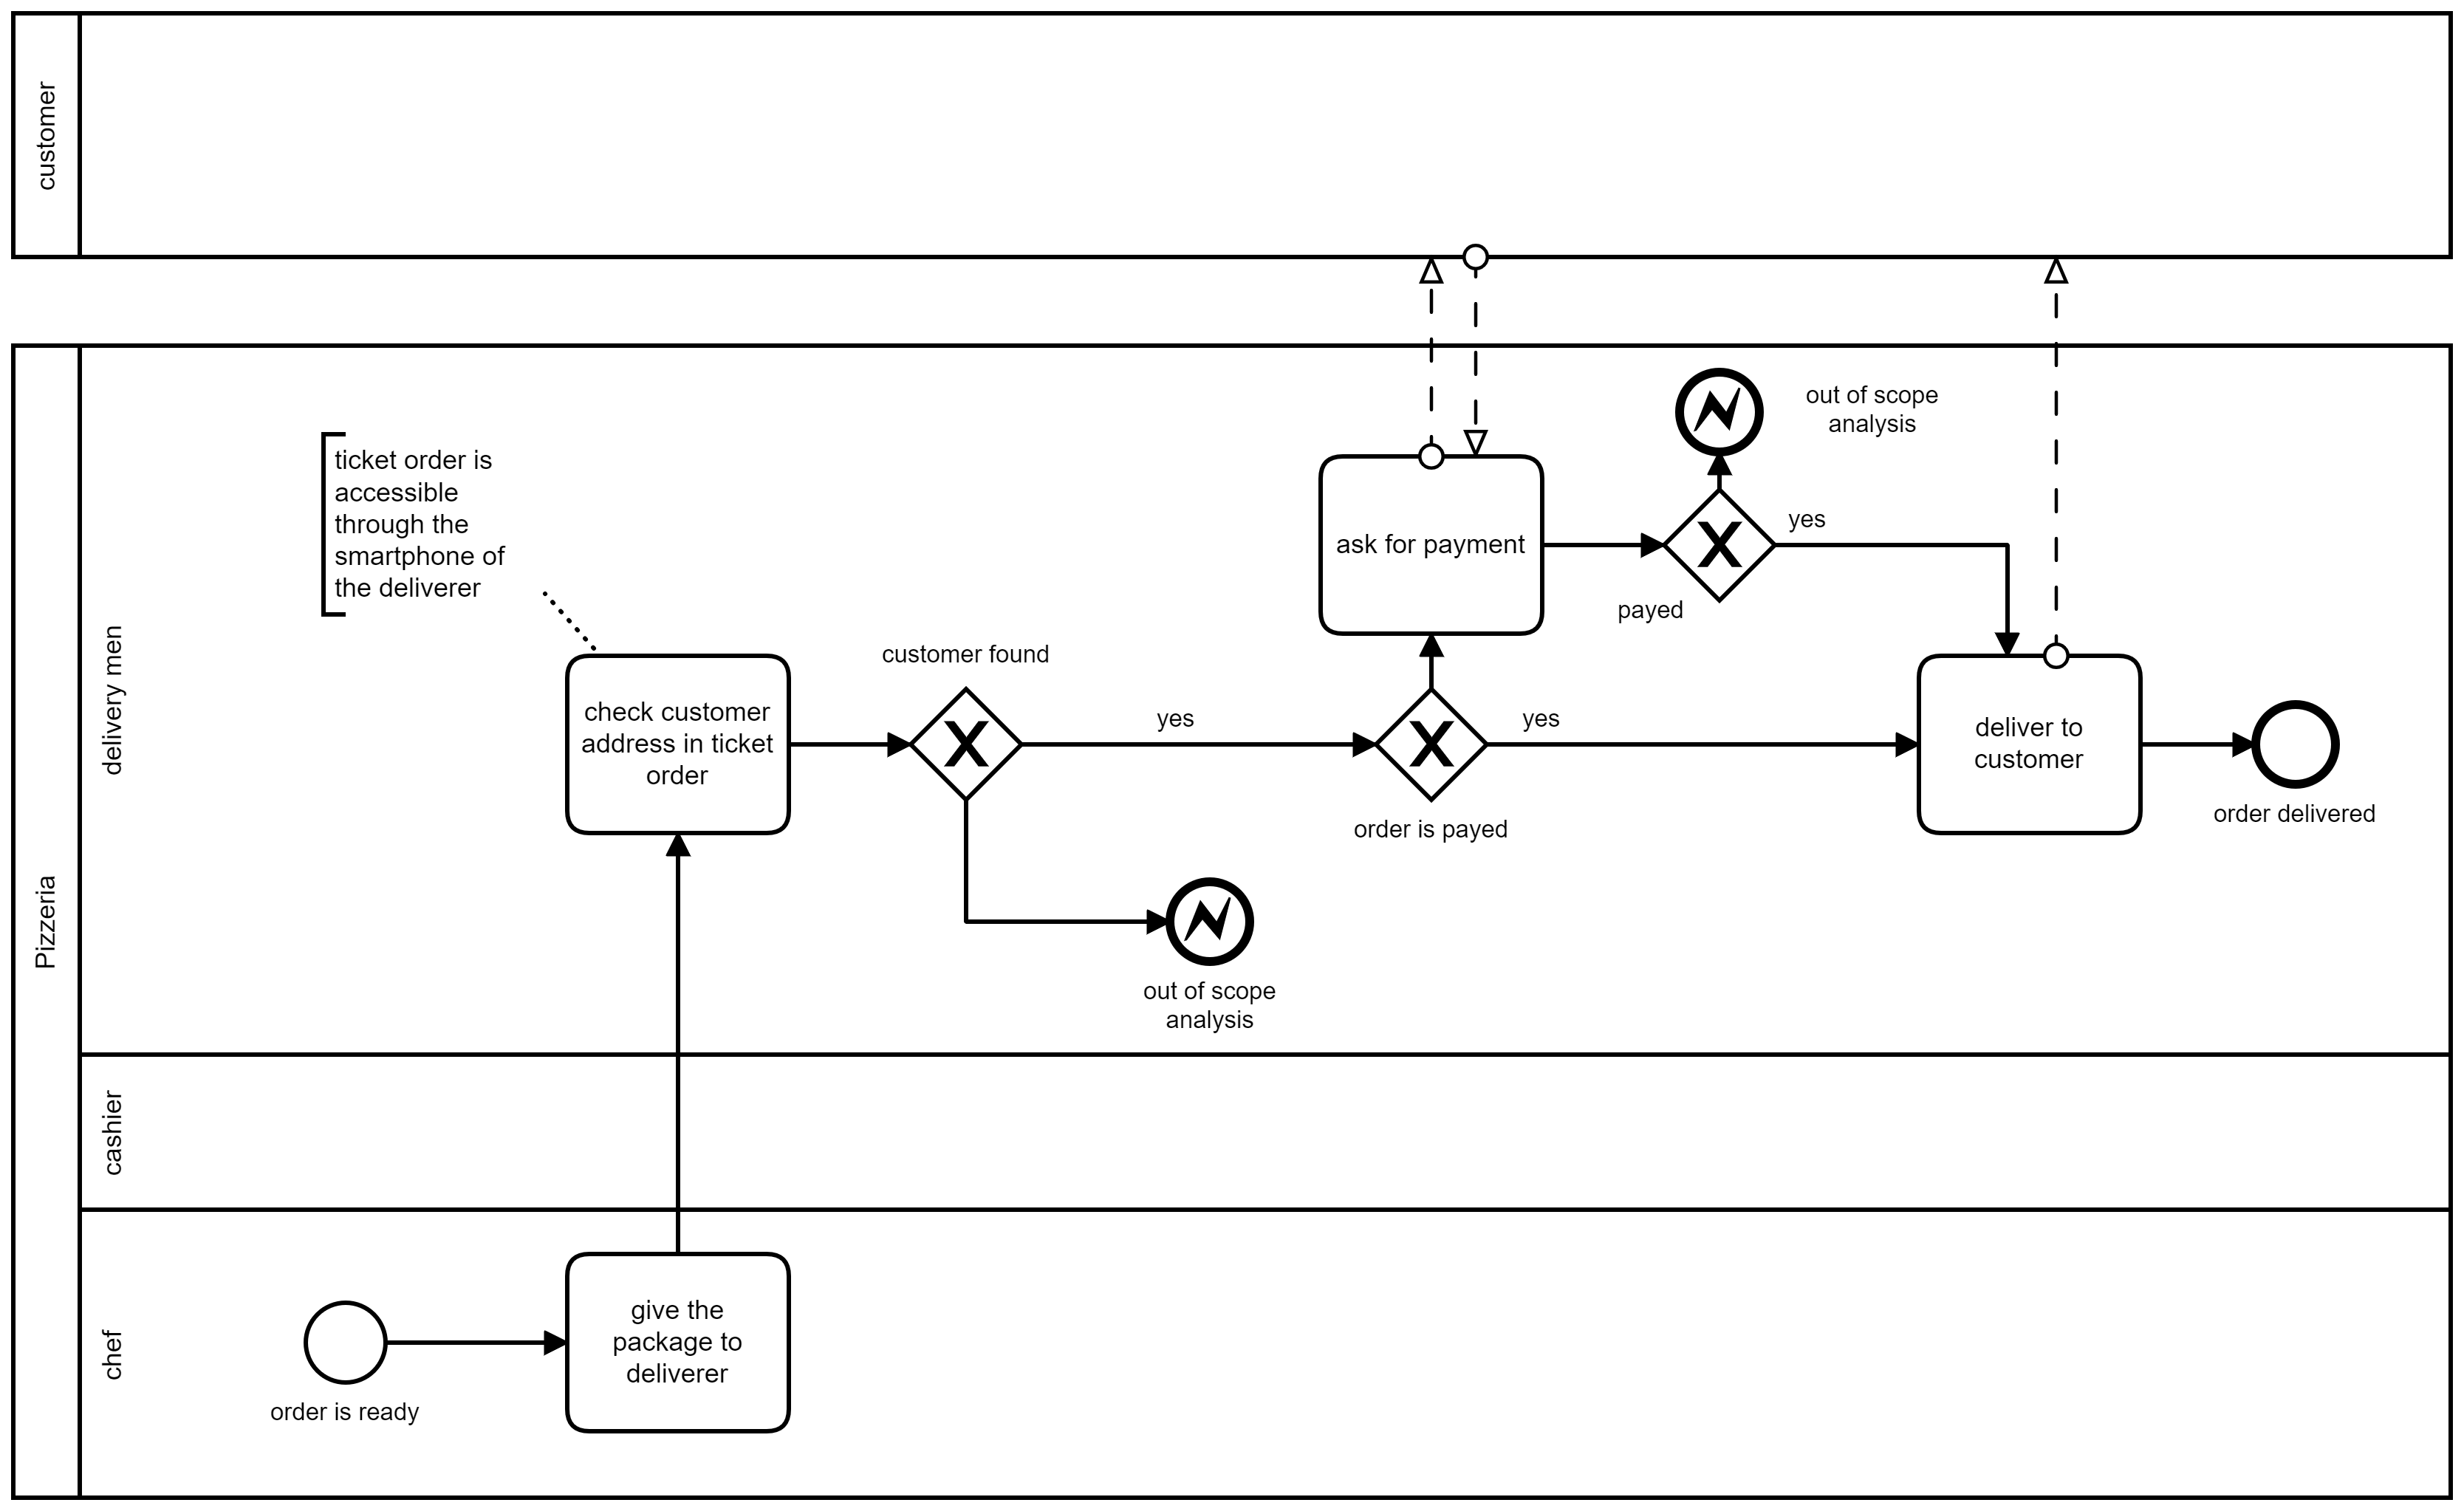 customer
Pizzeria
delivery men
ticket order is
accessible
through the
smartphone of
the deliverer
check customer
address in ticket
order
customer found
yes
out of scope
analysis
order is payed
yes
ask for payment
payed
out of scope
analysis
yes
deliver to
customer
order delivered
cashier
chef
order is ready
give the
package to
deliverer